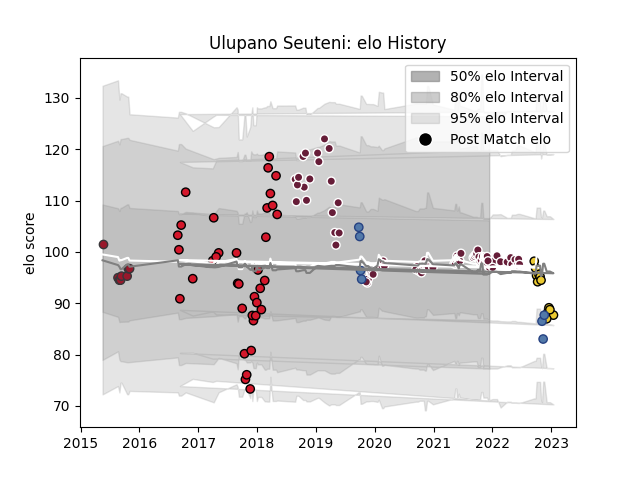 Ulupano Seuteni: elo History
50% elo Interval
80% elo Interval
95% elo Interval
Post Match elo
elo score
130
120
110
100
90
80
70
2015 2016 2017 2018 2019 2020 2021 2022 2023